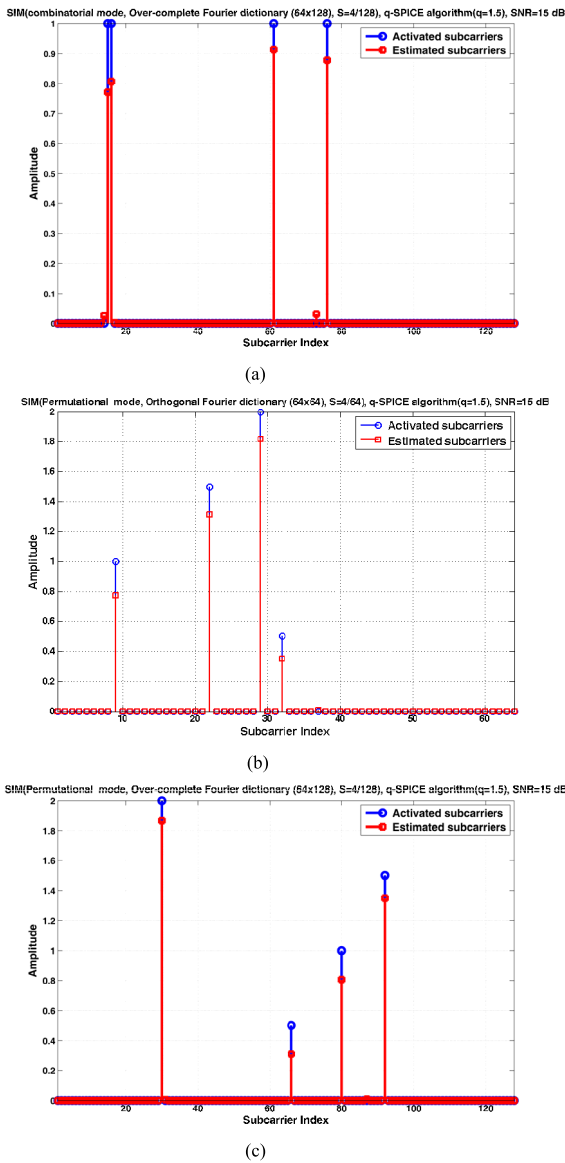 SIM(combinatorial mode, Over-complete Fourier dictionary (64x128), S=4/128), q-SPICE algorithm(q=1.5), SNR=15 dB
Activated subcarriers
Estimated subcarriers
1
0.9
0.8
0.7
0.6
0.5
0.4
0.3
0.2
0.1
0
Amplitude
20 40 60 80 100 120
Subcarrier Index
(a)
SIM(Permutational mode, Orthogonal Fourier dictionary (64x64), S=4/64), q-SPICE algorithm(q=1.5), SNR=15 dB
Activated subcarriers
Estimated subcarriers
2
1.8
1.6
1.4
1.2
1
0.8
0.6
0.4
0.2
0
Amplitude
10 20 30 40 50 60
Subcarrier Index
(b)
SIM(Permutational mode, Over-complete Fourier dictionary (64x128), S=4/128), q-SPICE algorithm(q=1.5), SNR=15 dB
Activated subcarriers
Estimated subcarriers
2
1.8
1.6
1.4
1.2
1
0.8
0.6
0.4
0.2
0
Amplitude
20 40 60 80 100 120
Subcarrier Index
(c)